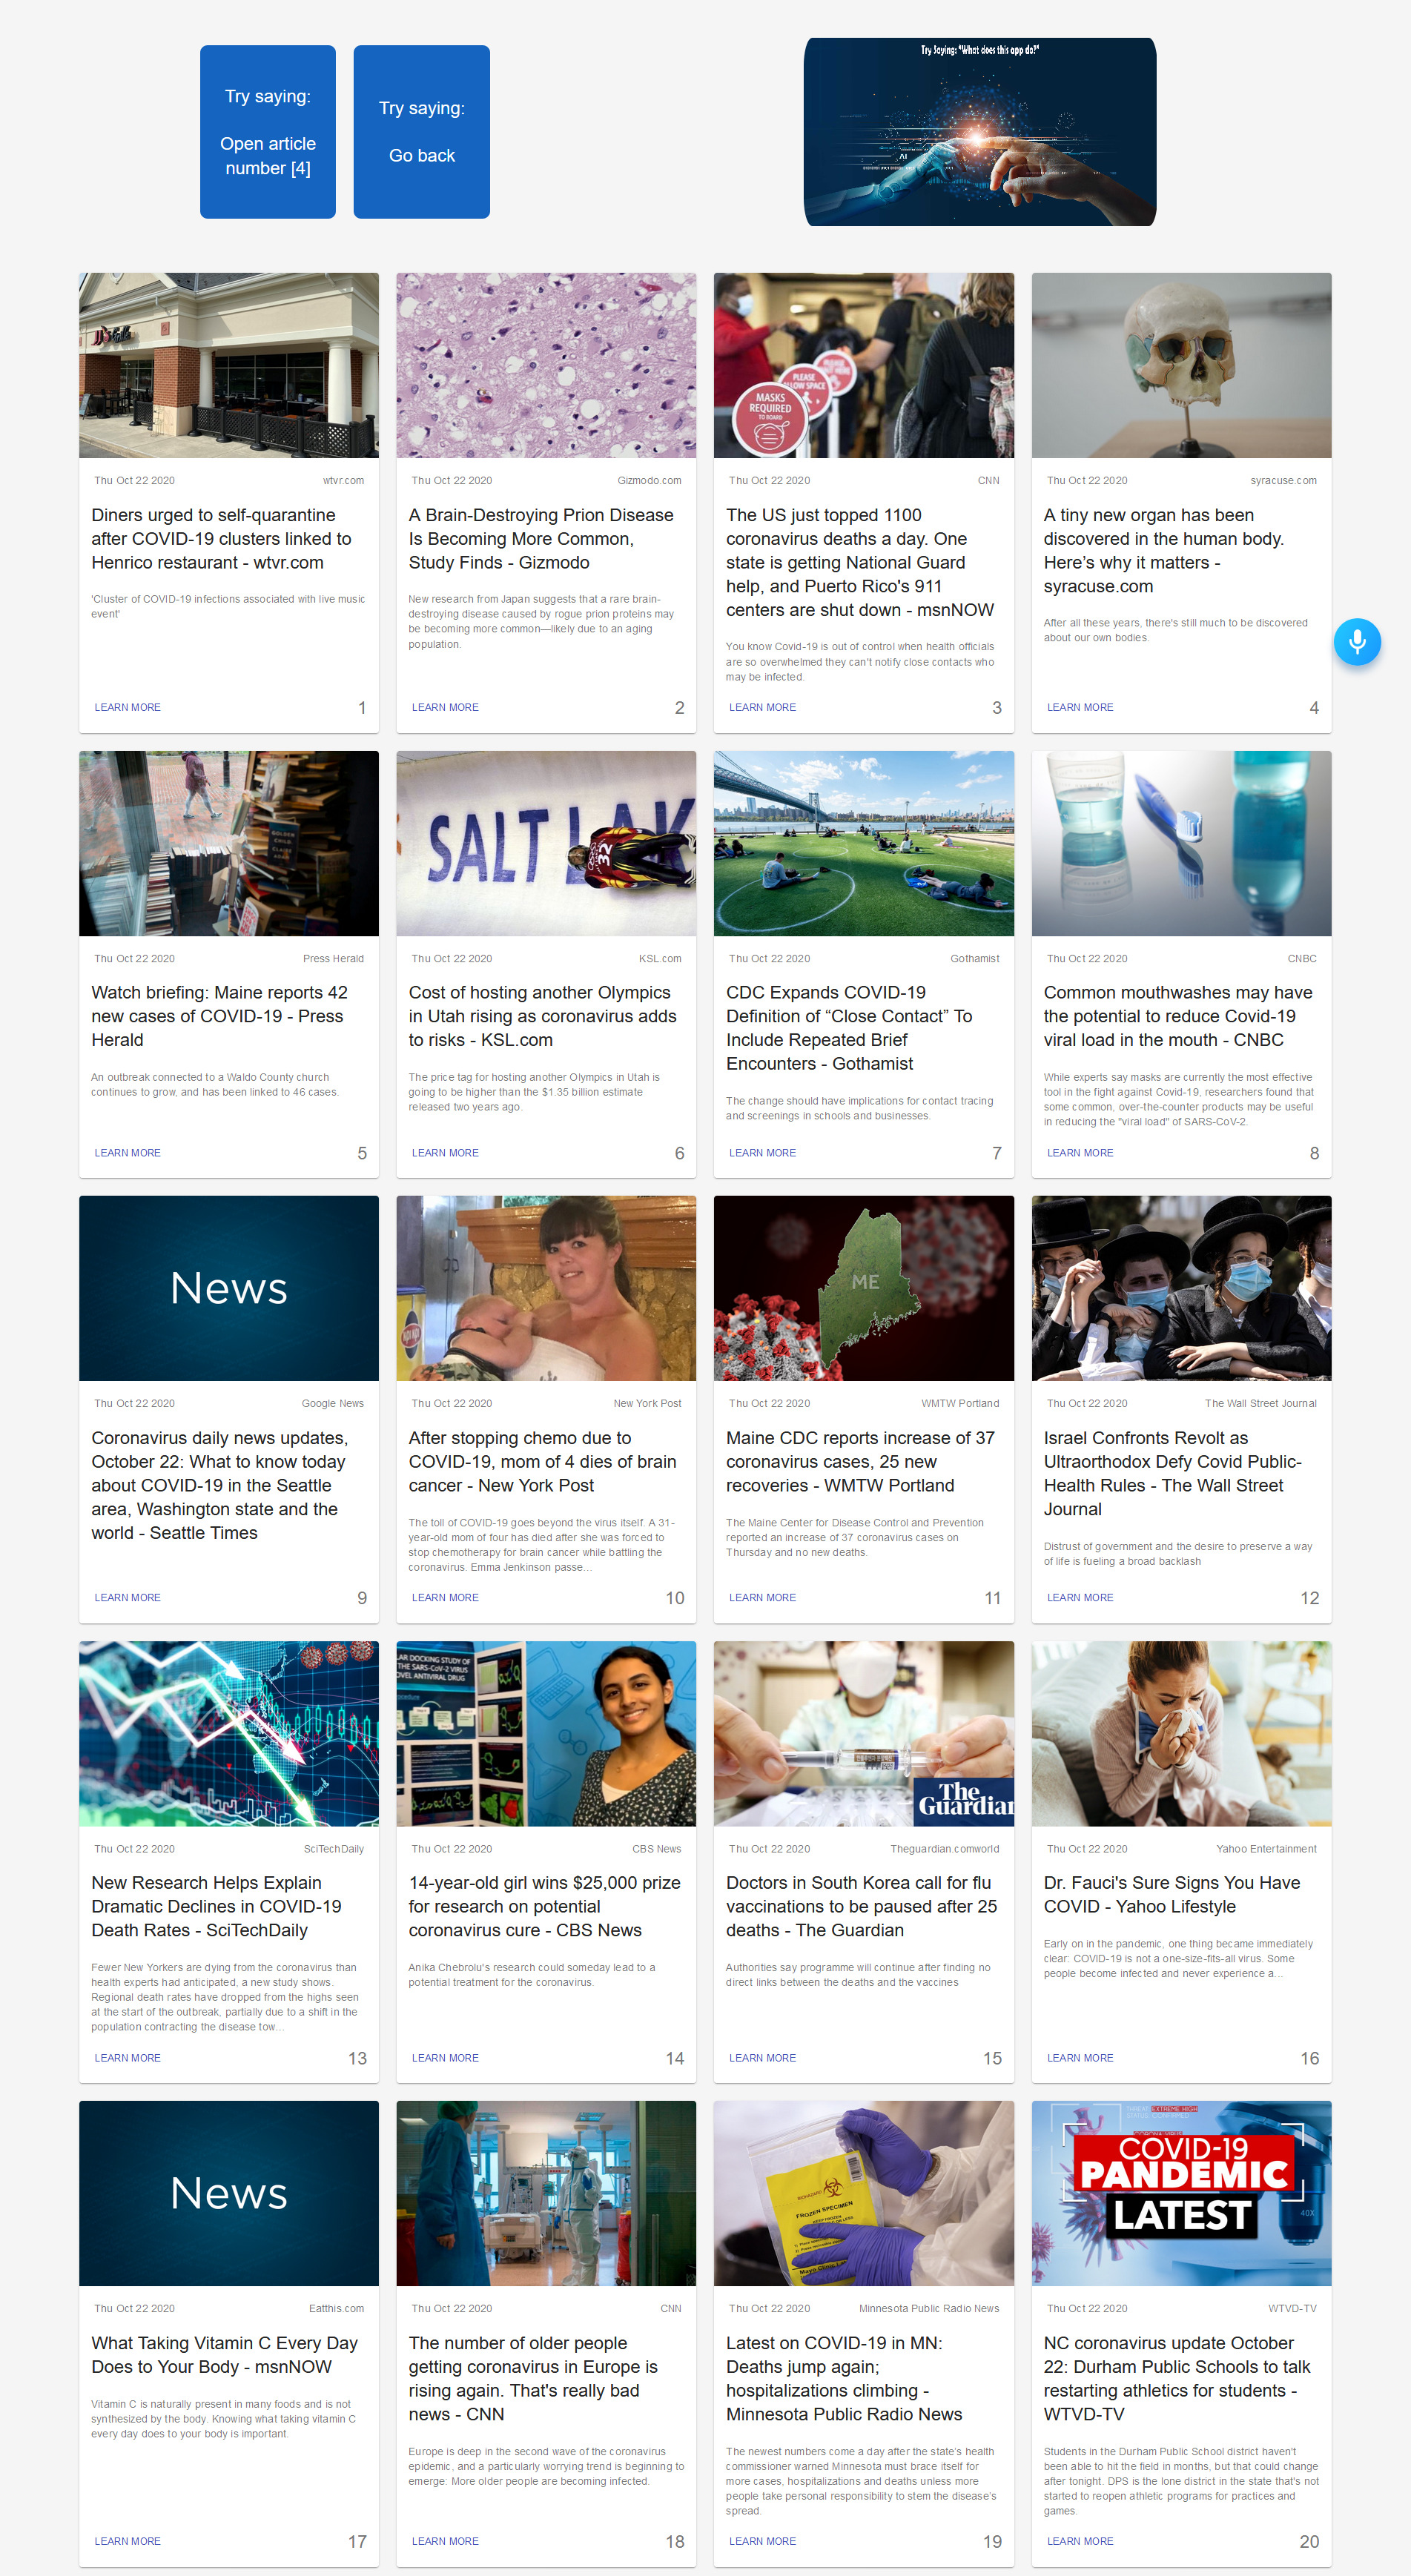 Try saying:
Open article
number [4]
Try saying:
Go back
Try Saying: "What does this app do?"
AI
MASKS
REQUIRED
TO BOARD
PLEASE
ALLOW SPACE
Thu Oct 22 2020
wtvr.com
Diners urged to self-quarantine
after COVID-19 clusters linked to
Henrico restaurant - wtvr.com
'Cluster of COVID-19 infections associated with live music
event'
LEARN MORE
1
Thu Oct 22 2020
Gizmodo.com
A Brain-Destroying Prion Disease
Is Becoming More Common,
Study Finds - Gizmodo
New research from Japan suggests that a rare brain-
destroying disease caused by rogue prion proteins may
be becoming more common—likely due to an aging
population.
LEARN MORE
2
Thu Oct 22 2020
CNN
The US just topped 1100
coronavirus deaths a day. One
state is getting National Guard
help, and Puerto Rico's 911
centers are shut down - msnNOW
You know Covid-19 is out of control when health officials
are so overwhelmed they can't notify close contacts who
may be infected.
LEARN MORE
3
Thu Oct 22 2020
syracuse.com
A tiny new organ has been
discovered in the human body.
Here’s why it matters -
syracuse.com
After all these years, there's still much to be discovered
about our own bodies.
LEARN MORE
4
GOLDEN
CHILD
SALT LAK
32
Thu Oct 22 2020
Press Herald
Watch briefing: Maine reports 42
new cases of COVID-19 - Press
Herald
An outbreak connected to a Waldo County church
continues to grow, and has been linked to 46 cases.
LEARN MORE
5
Thu Oct 22 2020
KSL.com
Cost of hosting another Olympics
in Utah rising as coronavirus adds
to risks - KSL.com
The price tag for hosting another Olympics in Utah is
going to be higher than the $1.35 billion estimate
released two years ago.
LEARN MORE
6
Thu Oct 22 2020
Gothamist
CDC Expands COVID-19
Definition of “Close Contact” To
Include Repeated Brief
Encounters - Gothamist
The change should have implications for contact tracing
and screenings in schools and businesses.
LEARN MORE
7
Thu Oct 22 2020
CNBC
Common mouthwashes may have
the potential to reduce Covid-19
viral load in the mouth - CNBC
While experts say masks are currently the most effective
tool in the fight against Covid-19, researchers found that
some common, over-the-counter products may be useful
in reducing the "viral load" of SARS-CoV-2.
LEARN MORE
8
News
ME
Thu Oct 22 2020
Google News
Coronavirus daily news updates,
October 22: What to know today
about COVID-19 in the Seattle
area, Washington state and the
world - Seattle Times
LEARN MORE
9
Thu Oct 22 2020
New York Post
After stopping chemo due to
COVID-19, mom of 4 dies of brain
cancer - New York Post
The toll of COVID-19 goes beyond the virus itself. A 31-
year-old mom of four has died after she was forced to
stop chemotherapy for brain cancer while battling the
coronavirus. Emma Jenkinson passe…
LEARN MORE
10
Thu Oct 22 2020
WMTW Portland
Maine CDC reports increase of 37
coronavirus cases, 25 new
recoveries - WMTW Portland
The Maine Center for Disease Control and Prevention
reported an increase of 37 coronavirus cases on
Thursday and no new deaths.
LEARN MORE
11
Thu Oct 22 2020
The Wall Street Journal
Israel Confronts Revolt as
Ultraorthodox Defy Covid Public-
Health Rules - The Wall Street
Journal
Distrust of government and the desire to preserve a way
of life is fueling a broad backlash
LEARN MORE
12
LAR DOCKING STUDY OF
THE SARS-CoV-2 VIRUS
OVEL ANTIVIRAL DRUG
The
Guardian
Thu Oct 22 2020
SciTechDaily
New Research Helps Explain
Dramatic Declines in COVID-19
Death Rates - SciTechDaily
Fewer New Yorkers are dying from the coronavirus than
health experts had anticipated, a new study shows.
Regional death rates have dropped from the highs seen
at the start of the outbreak, partially due to a shift in the
population contracting the disease tow…
LEARN MORE
13
Thu Oct 22 2020
CBS News
14-year-old girl wins $25,000 prize
for research on potential
coronavirus cure - CBS News
Anika Chebrolu's research could someday lead to a
potential treatment for the coronavirus.
LEARN MORE
14
Thu Oct 22 2020
Theguardian.comworld
Doctors in South Korea call for flu
vaccinations to be paused after 25
deaths - The Guardian
Authorities say programme will continue after finding no
direct links between the deaths and the vaccines
LEARN MORE
15
Thu Oct 22 2020
Yahoo Entertainment
Dr. Fauci's Sure Signs You Have
COVID - Yahoo Lifestyle
Early on in the pandemic, one thing became immediately
clear: COVID-19 is not a one-size-fits-all virus. Some
people become infected and never experience a…
LEARN MORE
16
News
BIOHAZARD
FROZEN SPECIMEN
Mayo Clinic
EXTREME HIGH
COVID-19
PANDEMIC
LATEST
40X
Thu Oct 22 2020
Eatthis.com
What Taking Vitamin C Every Day
Does to Your Body - msnNOW
Vitamin C is naturally present in many foods and is not
synthesized by the body. Knowing what taking vitamin C
every day does to your body is important.
LEARN MORE
17
Thu Oct 22 2020
CNN
The number of older people
getting coronavirus in Europe is
rising again. That's really bad
news - CNN
Europe is deep in the second wave of the coronavirus
epidemic, and a particularly worrying trend is beginning to
emerge: More older people are becoming infected.
LEARN MORE
18
Thu Oct 22 2020
Minnesota Public Radio News
Latest on COVID-19 in MN:
Deaths jump again;
hospitalizations climbing -
Minnesota Public Radio News
The newest numbers come a day after the state’s health
commissioner warned Minnesota must brace itself for
more cases, hospitalizations and deaths unless more
people take personal responsibility to stem the disease’s
spread.
LEARN MORE
19
Thu Oct 22 2020
WTVD-TV
NC coronavirus update October
22: Durham Public Schools to talk
restarting athletics for students -
WTVD-TV
Students in the Durham Public School district haven't
been able to hit the field in months, but that could change
after tonight. DPS is the lone district in the state that's not
started to reopen athletic programs for practices and
games.
LEARN MORE
20